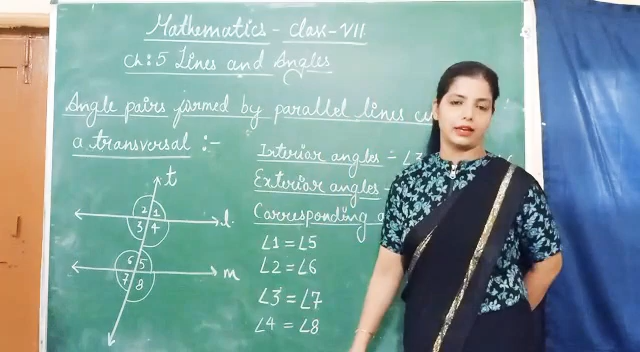 Mathematics - Class - VII
Ch: 5 Lines and Angles
Angle pairs formed by parallel lines
a transversal :-
Interior angles = ∠3
Exterior angles -
Corresponding
∠1 = ∠5
∠2 = ∠6
∠3 = ∠7
∠4 = ∠8
t
2 1
3 4
l
6 5
7 8
m